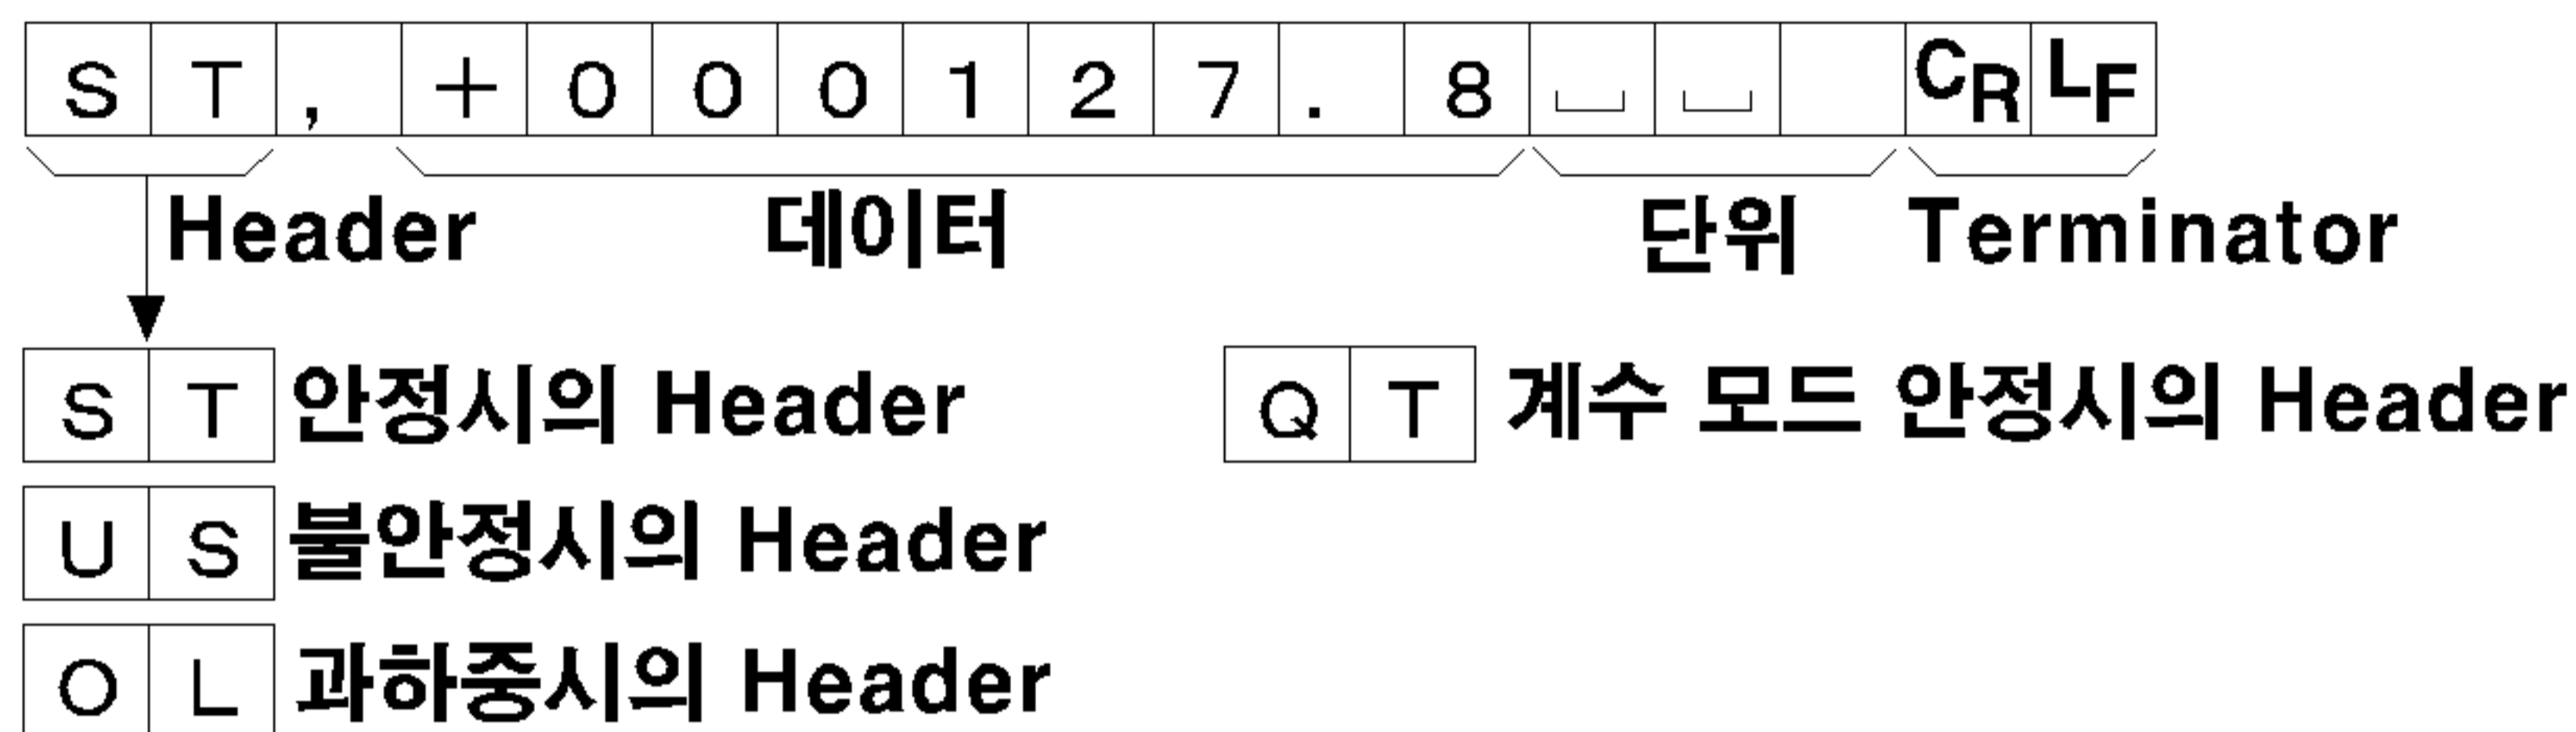 S T , + 0 0 0 1 2 7 . 8 ␣ ␣ CR LF
Header 데이터 단위 Terminator
S T 안정시의 Header Q T 계수 모드 안정시의 Header
U S 불안정시의 Header
O L 과하중시의 Header